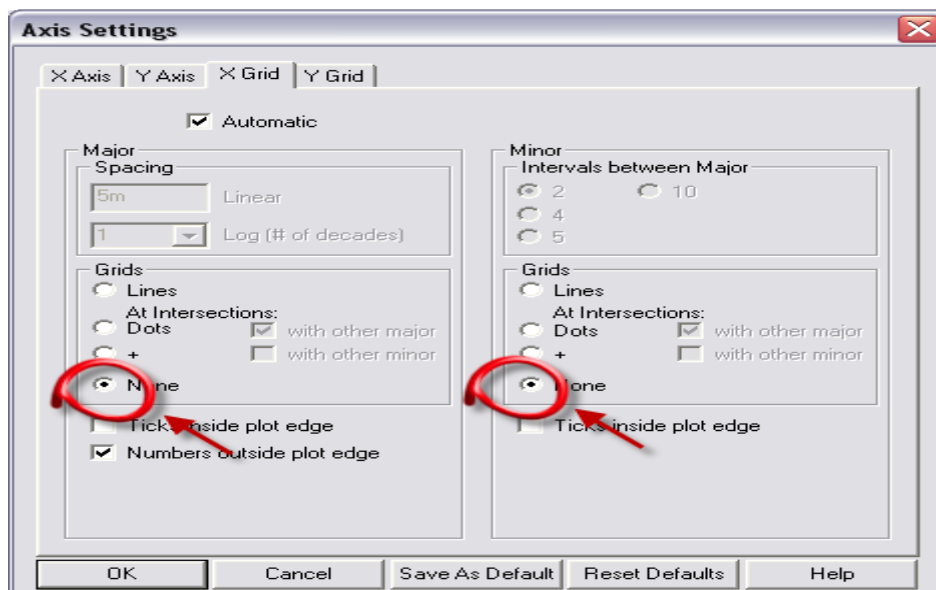 Axis Settings
X Axis Y Axis X Grid Y Grid
Automatic
Major
Spacing
5m Linear
1 Log (# of decades)
Grids
Lines
At Intersections:
Dots with other major
+ with other minor
None
Ticks inside plot edge
Numbers outside plot edge
Minor
Intervals between Major
2 10
4
5
Grids
Lines
At Intersections:
Dots with other major
+ with other minor
None
Ticks inside plot edge
OK Cancel Save As Default Reset Defaults Help